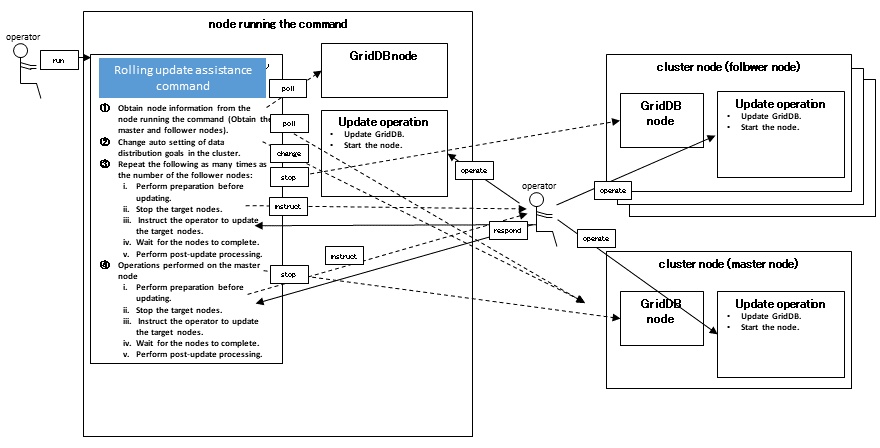 node running the command
operator
run
Rolling update assistance
command
① Obtain node information from the
node running the command (Obtain the
master and follower nodes).
② Change auto setting of data
distribution goals in the cluster.
③ Repeat the following as many times as
the number of the follower nodes:
i. Perform preparation before
updating.
ii. Stop the target nodes.
iii. Instruct the operator to update
the target nodes.
iv. Wait for the nodes to complete.
v. Perform post-update processing.
④ Operations performed on the master
node
i. Perform preparation before
updating.
ii. Stop the target nodes.
iii. Instruct the operator to update
the target nodes.
iv. Wait for the nodes to complete.
v. Perform post-update processing.
poll
poll
change
stop
instruct
stop
instruct
GridDB node
Update operation
• Update GridDB.
• Start the node.
operate
operator
respond
operate
operate
cluster node (follower node)
GridDB
node
Update operation
• Update GridDB.
• Start the node.
cluster node (master node)
GridDB
node
Update operation
• Update GridDB.
• Start the node.